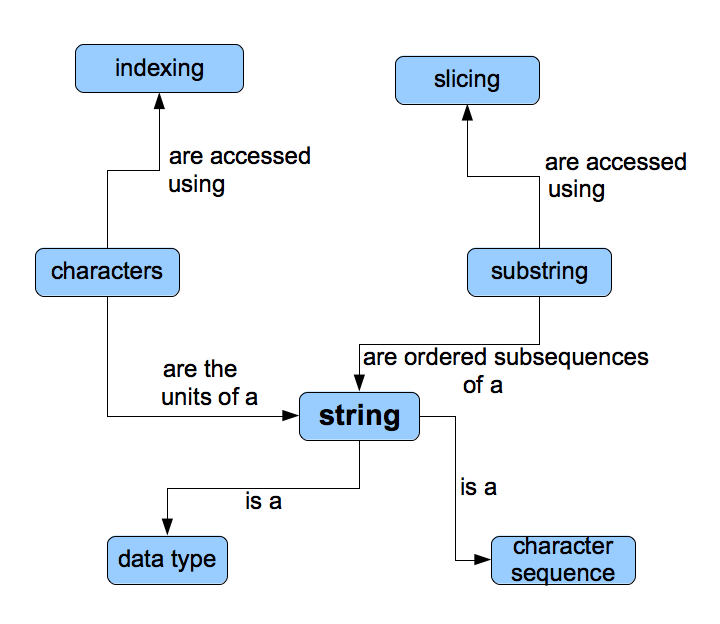 indexing
slicing
are accessed
using
are accessed
using
characters
substring
are the
units of a
are ordered subsequences
of a
string
is a
is a
data type
character
sequence